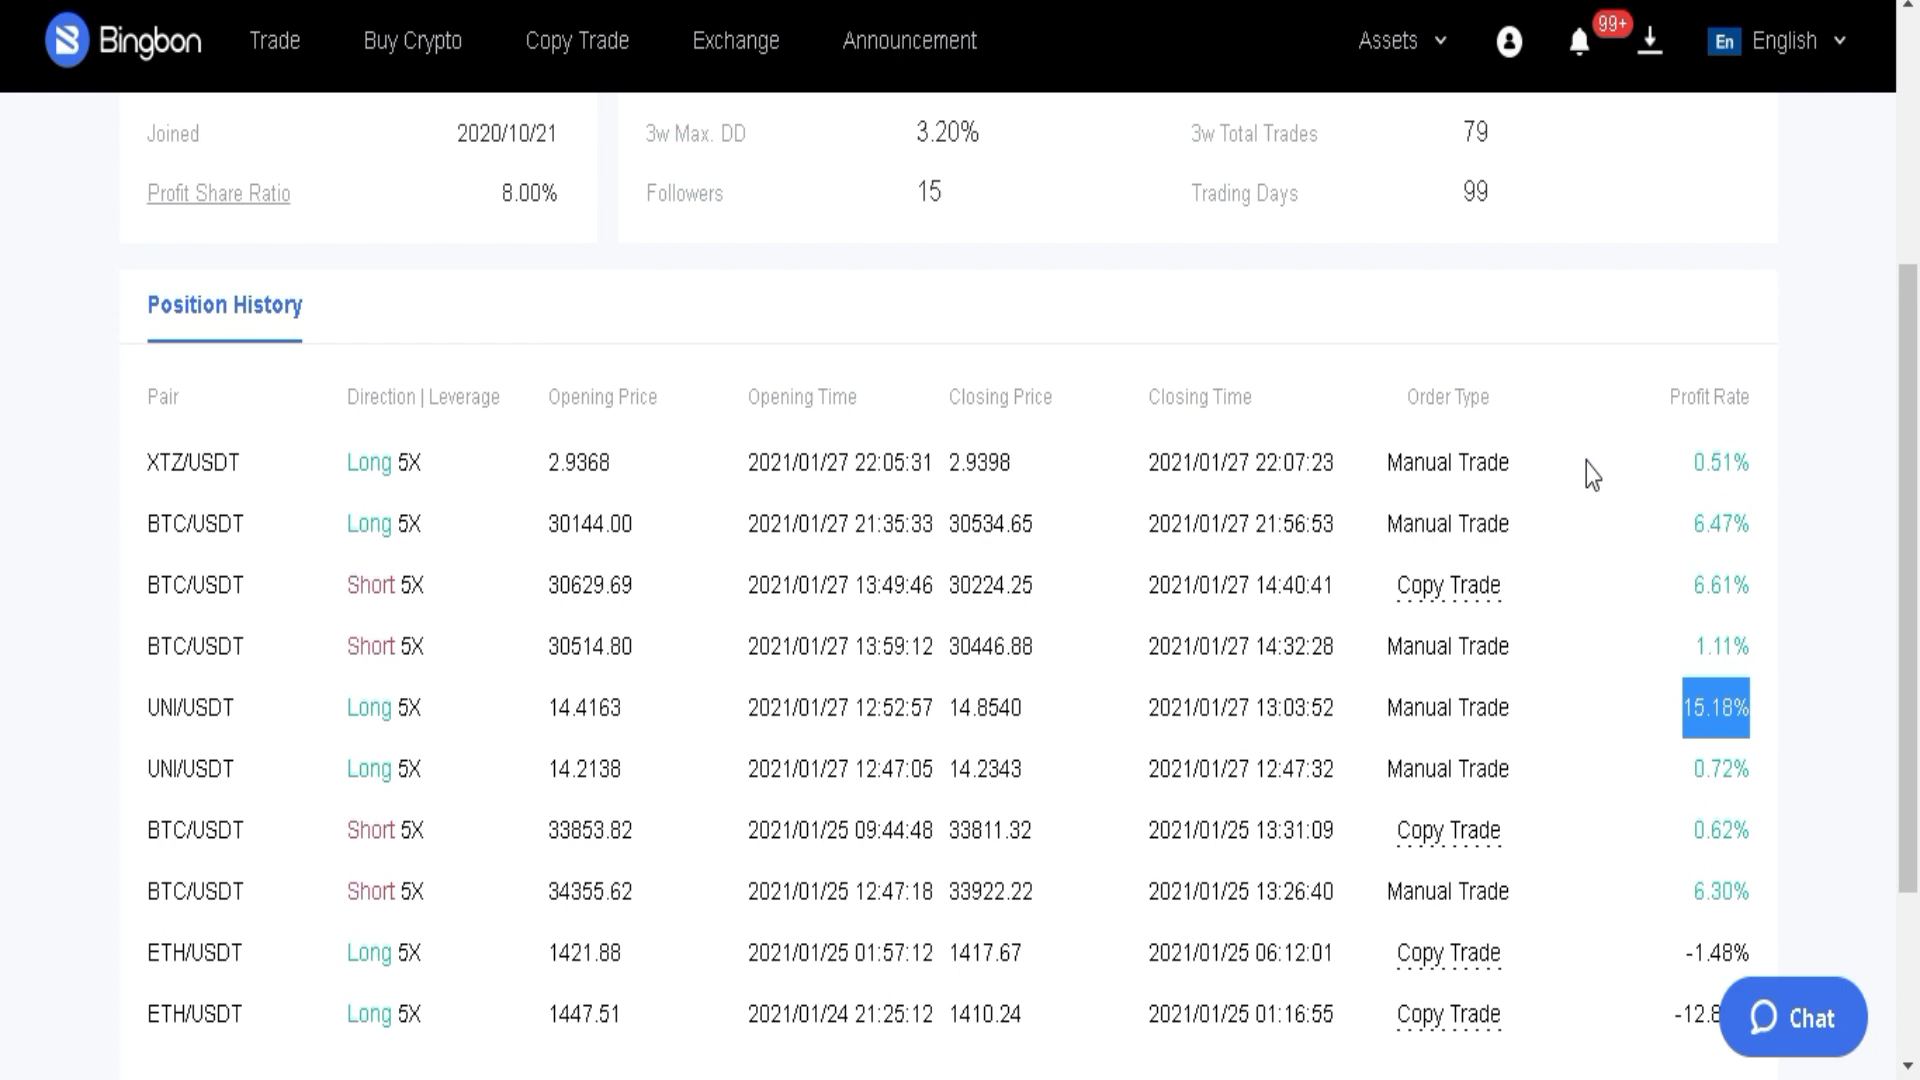 Bingbon Trade Buy Crypto Copy Trade Exchange Announcement Assets 99+ En English
Joined 2020/10/21 3w Max. DD 3.20% 3w Total Trades 79
Profit Share Ratio 8.00% Followers 15 Trading Days 99
Position History
Pair Direction | Leverage Opening Price Opening Time Closing Price Closing Time Order Type Profit Rate
XTZ/USDT Long 5X 2.9368 2021/01/27 22:05:31 2.9398 2021/01/27 22:07:23 Manual Trade 0.51%
BTC/USDT Long 5X 30144.00 2021/01/27 21:35:33 30534.65 2021/01/27 21:56:53 Manual Trade 6.47%
BTC/USDT Short 5X 30629.69 2021/01/27 13:49:46 30224.25 2021/01/27 14:40:41 Copy Trade 6.61%
BTC/USDT Short 5X 30514.80 2021/01/27 13:59:12 30446.88 2021/01/27 14:32:28 Manual Trade 1.11%
UNI/USDT Long 5X 14.4163 2021/01/27 12:52:57 14.8540 2021/01/27 13:03:52 Manual Trade 15.18%
UNI/USDT Long 5X 14.2138 2021/01/27 12:47:05 14.2343 2021/01/27 12:47:32 Manual Trade 0.72%
BTC/USDT Short 5X 33853.82 2021/01/25 09:44:48 33811.32 2021/01/25 13:31:09 Copy Trade 0.62%
BTC/USDT Short 5X 34355.62 2021/01/25 12:47:18 33922.22 2021/01/25 13:26:40 Manual Trade 6.30%
ETH/USDT Long 5X 1421.88 2021/01/25 01:57:12 1417.67 2021/01/25 06:12:01 Copy Trade -1.48%
ETH/USDT Long 5X 1447.51 2021/01/24 21:25:12 1410.24 2021/01/25 01:16:55 Copy Trade
Chat